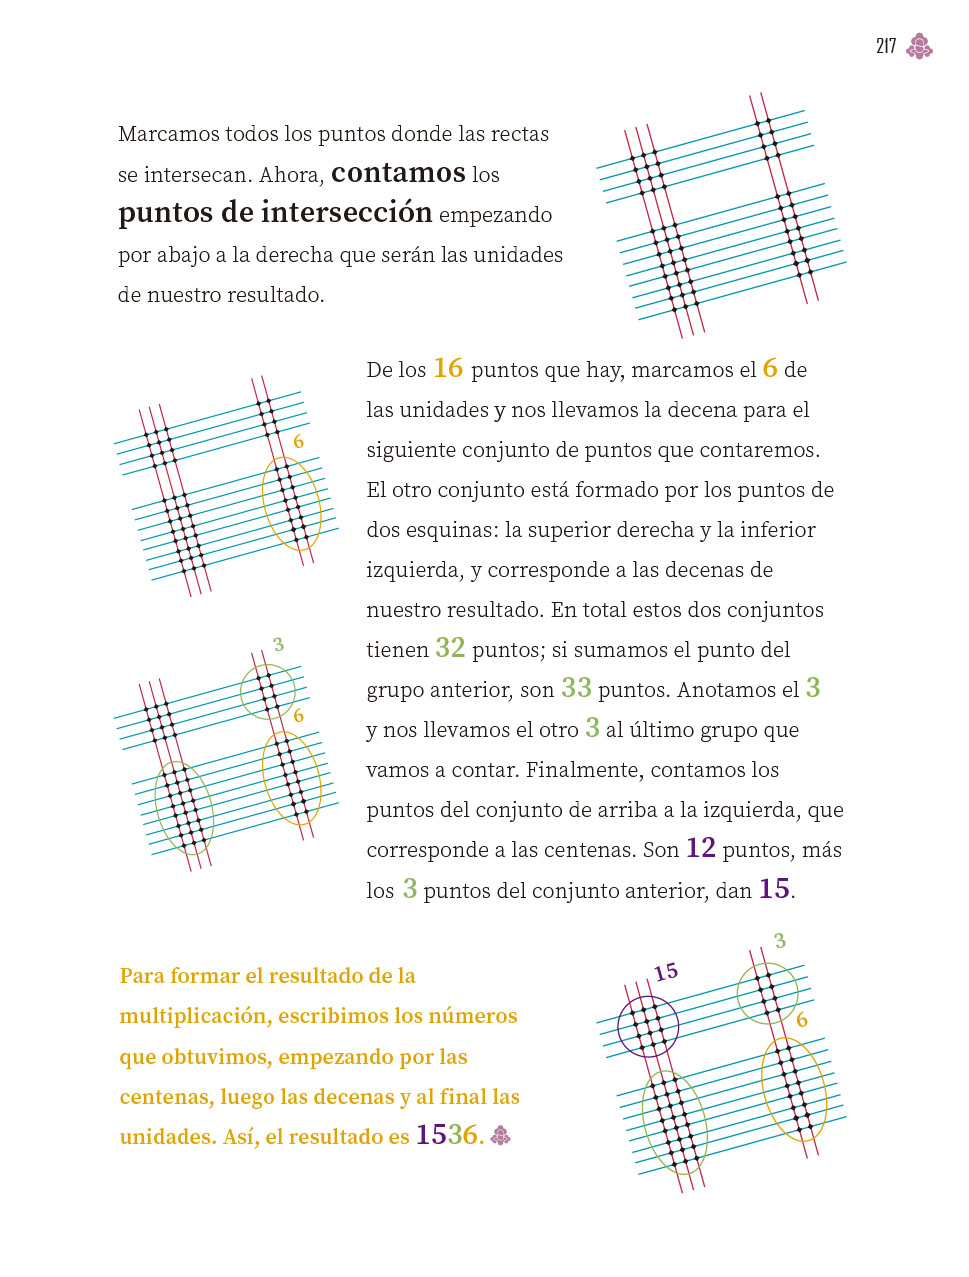 217
Marcamos todos los puntos donde las rectas
se intersecan. Ahora, contamos los
puntos de intersección empezando
por abajo a la derecha que serán las unidades
de nuestro resultado.
De los 16 puntos que hay, marcamos el 6 de
las unidades y nos llevamos la decena para el
siguiente conjunto de puntos que contaremos.
El otro conjunto está formado por los puntos de
dos esquinas: la superior derecha y la inferior
izquierda, y corresponde a las decenas de
nuestro resultado. En total estos dos conjuntos
tienen 32 puntos; si sumamos el punto del
grupo anterior, son 33 puntos. Anotamos el 3
y nos llevamos el otro 3 al último grupo que
vamos a contar. Finalmente, contamos los
puntos del conjunto de arriba a la izquierda, que
corresponde a las centenas. Son 12 puntos, más
los 3 puntos del conjunto anterior, dan 15.
6
3
6
Para formar el resultado de la
multiplicación, escribimos los números
que obtuvimos, empezando por las
centenas, luego las decenas y al final las
unidades. Así, el resultado es 1536.
3
15
6